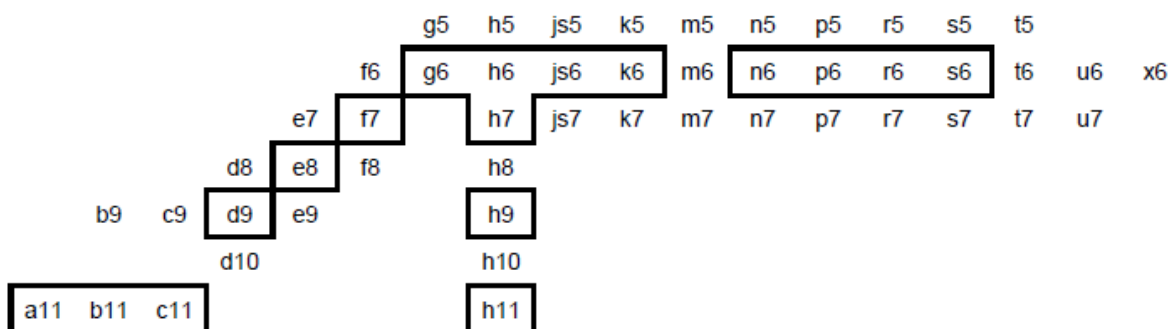 g5 h5 js5 k5 m5 n5 p5 r5 s5 t5
f6 g6 h6 js6 k6 m6 n6 p6 r6 s6 t6 u6 x6
e7 f7 h7 js7 k7 m7 n7 p7 r7 s7 t7 u7
d8 e8 f8 h8
b9 c9 d9 e9 h9
d10 h10
a11 b11 c11 h11